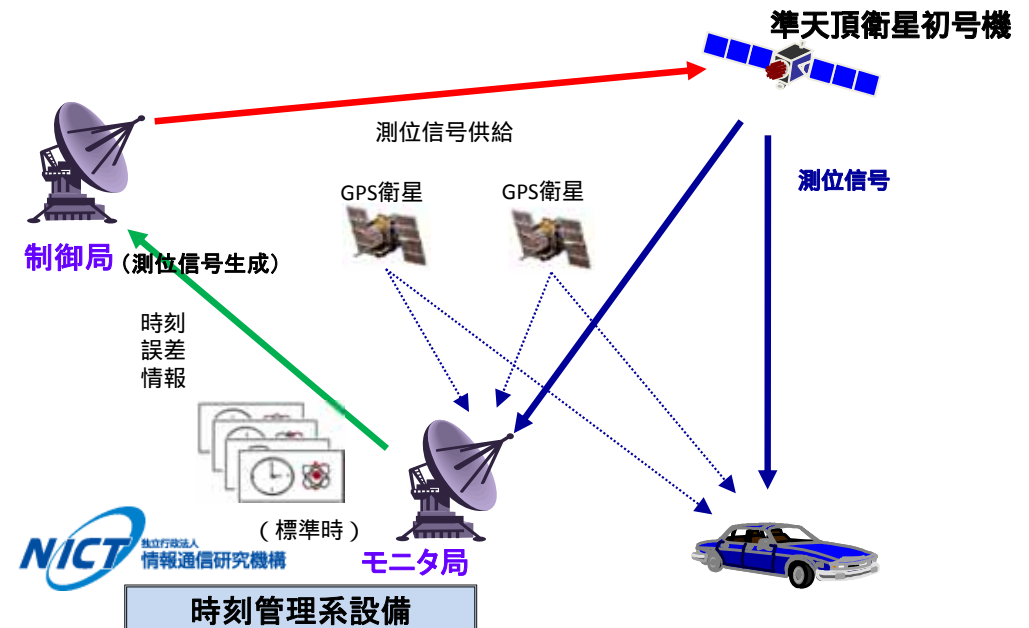 準天頂衛星初号機
測位信号供給
GPS衛星
GPS衛星
測位信号
制御局(測位信号生成)
時刻
誤差
情報
(標準時)
NICT
独立行政法人
情報通信研究機構
モニタ局
時刻管理系設備